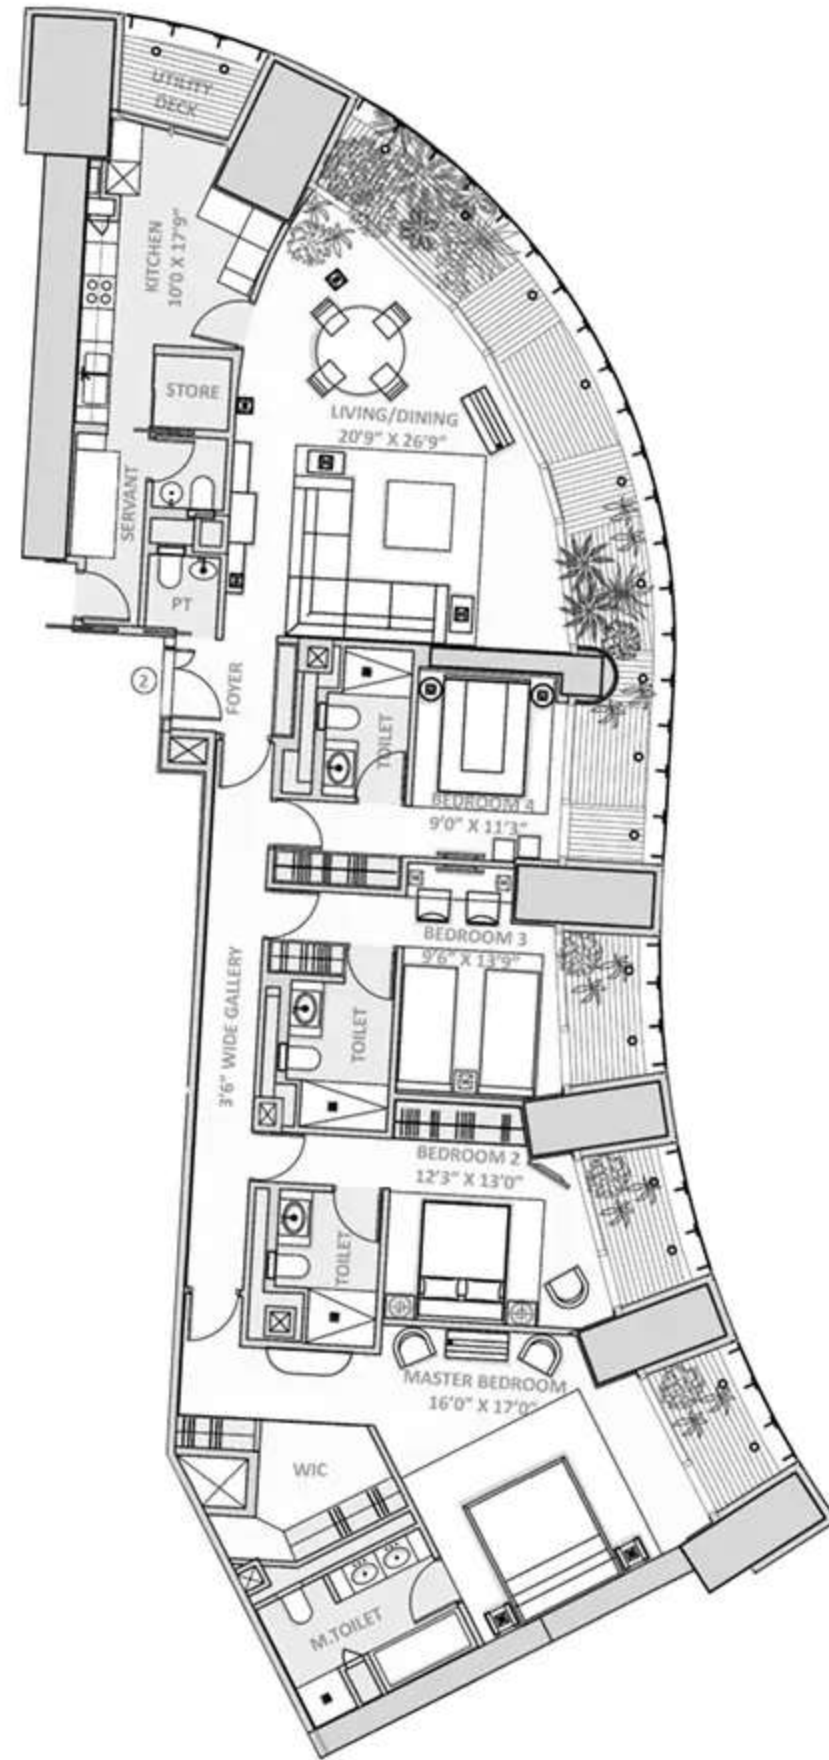 UTILITY
DECK
KITCHEN
10'0 X 17'9"
STORE
LIVING/DINING
20'9" X 26'9"
SERVANT
PT
2
FOYER
TOILET
BEDROOM 4
9'0" X 11'3"
BEDROOM 3
9'6" X 13'9"
3'6" WIDE GALLERY
TOILET
BEDROOM 2
12'3" X 13'0"
TOILET
MASTER BEDROOM
16'0" X 17'0"
WIC
M.TOILET